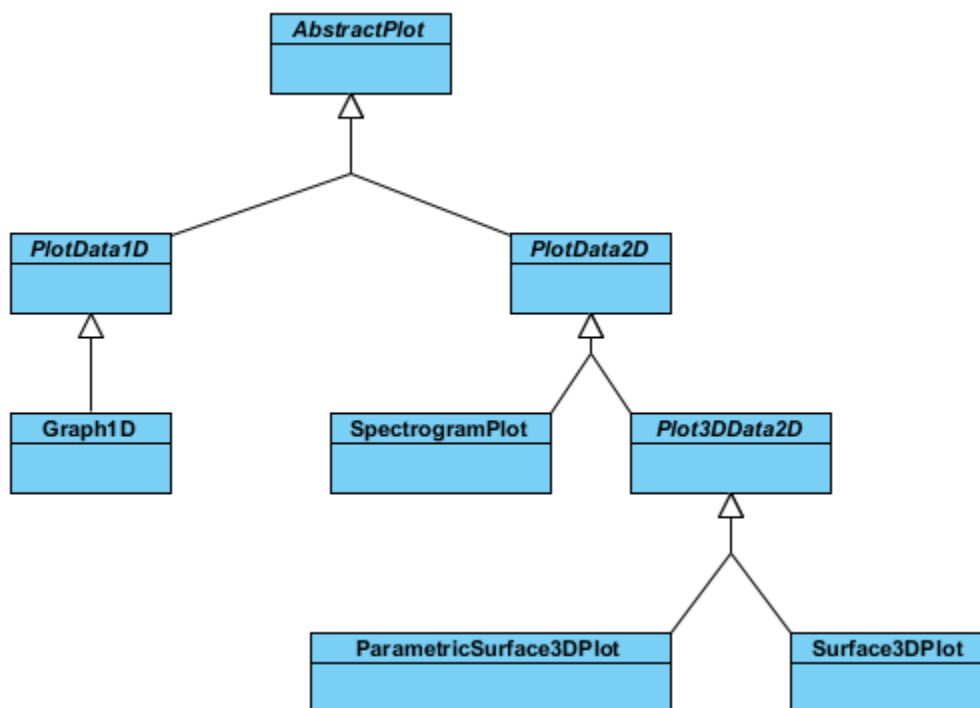 AbstractPlot
PlotData1D
PlotData2D
Graph1D
SpectrogramPlot
Plot3DData2D
ParametricSurface3DPlot
Surface3DPlot